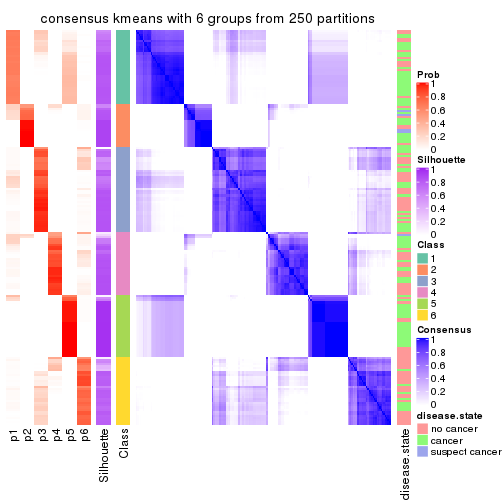 consensus kmeans with 6 groups from 250 partitions
Prob
1
0.8
0.6
0.4
0.2
0
Silhouette
1
0.8
0.6
0.4
0.2
0
Class
1
2
3
4
5
6
Consensus
1
0.8
0.6
0.4
0.2
0
disease.state
no cancer
cancer
suspect cancer
p1
p2
p3
p4
p5
p6
Silhouette
Class
disease.state